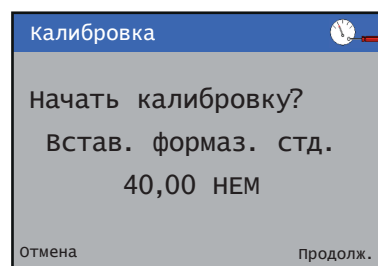 Калибровка
Начать калибровку?
Встав. формаз. стд.
40,00 НЕМ
Отмена
Продолж.